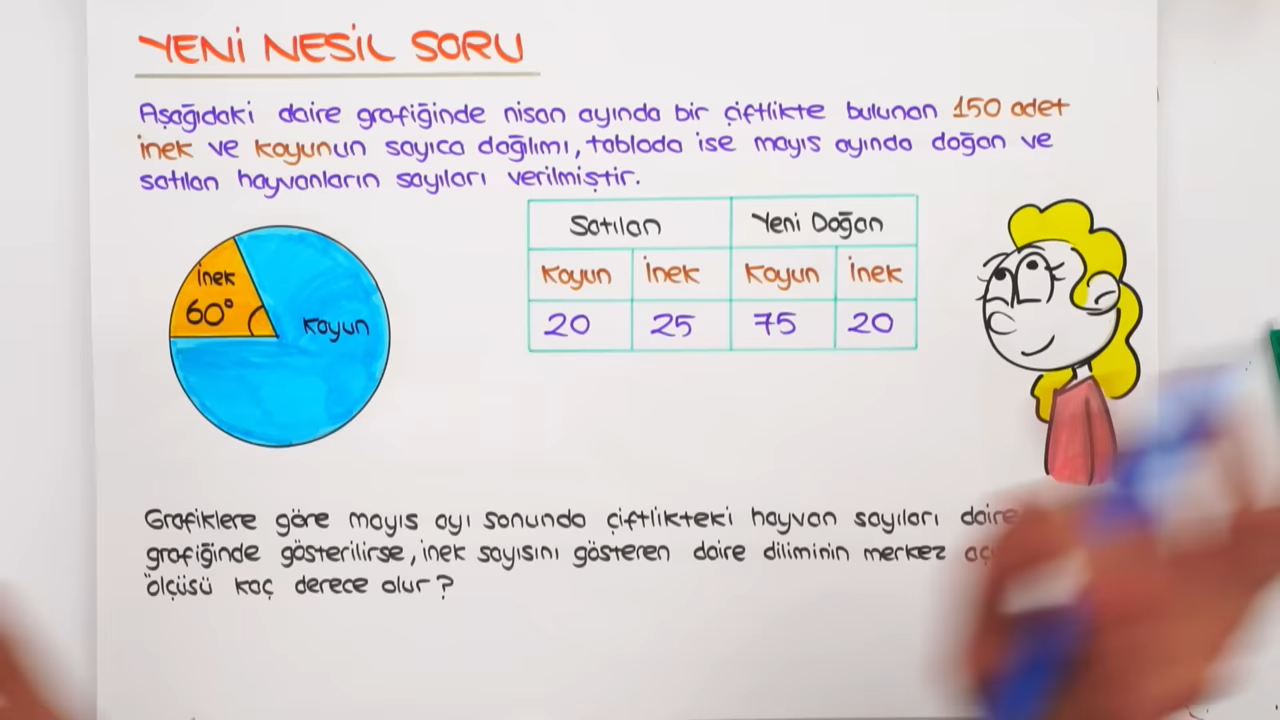 YENİ NESİL SORU
Aşağıdaki daire grafiğinde nisan ayında bir çiftlikte bulunan 150 adet
inek ve koyunun sayıca dağılımı, tabloda ise mayıs ayında doğan ve
satılan hayvanların sayıları verilmiştir.
Satılan Yeni Doğan
Koyun İnek Koyun İnek
20 25 75 20
İnek
60°
Koyun
Grafiklere göre mayıs ayı sonunda çiftlikteki hayvan sayıları daire
grafiğinde gösterilirse, inek sayısını gösteren daire diliminin merkez
ölçüsü kaç derece olur?